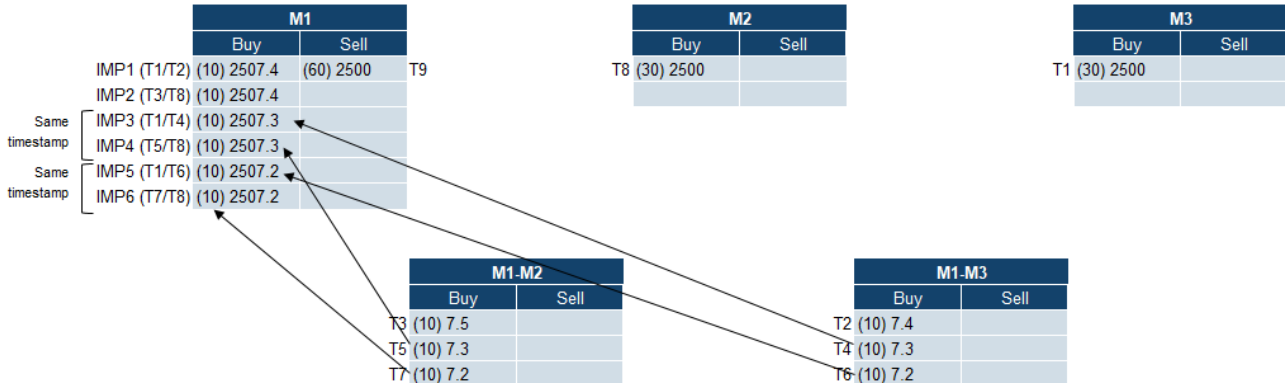 M1 M2 M3
Buy Sell Buy Sell Buy Sell
IMP1 (T1/T2) (10) 2507.4 (60) 2500 T9 T8 (30) 2500 T1 (30) 2500
IMP2 (T3/T8) (10) 2507.4
Same IMP3 (T1/T4) (10) 2507.3
timestamp IMP4 (T5/T8) (10) 2507.3
Same IMP5 (T1/T6) (10) 2507.2
timestamp IMP6 (T7/T8) (10) 2507.2
M1-M2 M1-M3
Buy Sell Buy Sell
T3 (10) 7.5 T2 (10) 7.4
T5 (10) 7.3 T4 (10) 7.3
T7 (10) 7.2 T6 (10) 7.2